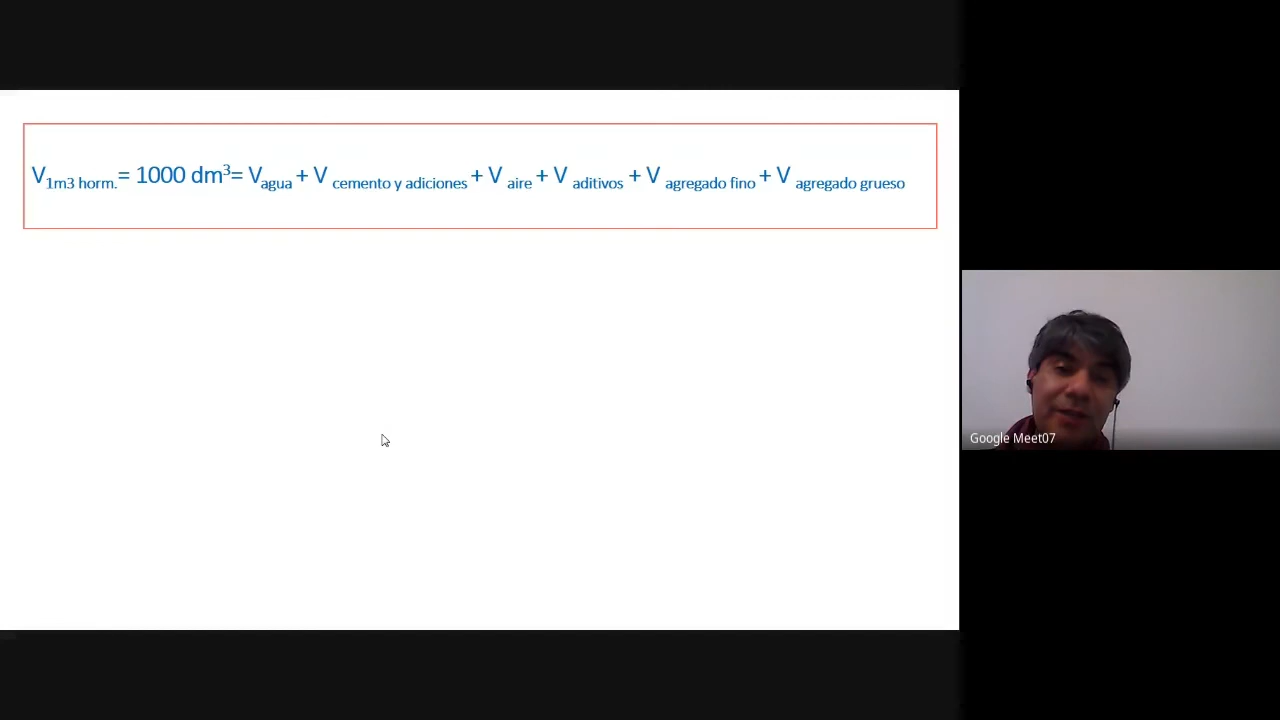 V1m3 horm.= 1000 dm³= Vagua + V cemento y adiciones + V aire + V aditivos + V agregado fino + V agregado grueso
Google Meet07